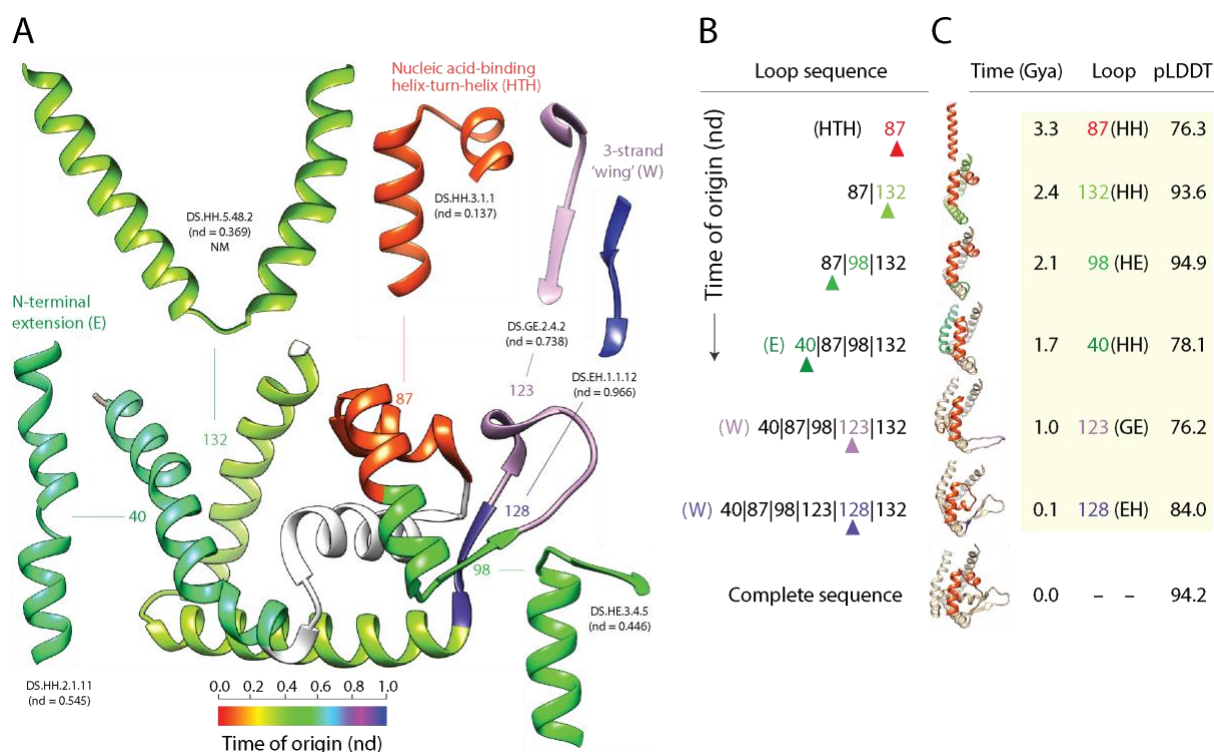 A
Nucleic acid-binding
helix-turn-helix (HTH)
3-strand
'wing' (W)
DS.HH.5.48.2
(nd = 0.369)
NM
DS.HH.3.1.1
(nd = 0.137)
N-terminal
extension (E)
DS.GE.2.4.2
(nd = 0.738)
DS.EH.1.1.12
(nd = 0.966)
87
123
132
40
128
98
DS.HE.3.4.5
(nd = 0.446)
DS.HH.2.1.11
(nd = 0.545)
0.0 0.2 0.4 0.6 0.8 1.0
Time of origin (nd)
B
Loop sequence
Time of origin (nd)
(HTH) 87
87|132
87|98|132
(E) 40|87|98|132
(W) 40|87|98|123|132
(W) 40|87|98|123|128|132
Complete sequence
C
Time (Gya) Loop pLDDT
3.3 87 (HH) 76.3
2.4 132 (HH) 93.6
2.1 98 (HE) 94.9
1.7 40 (HH) 78.1
1.0 123 (GE) 76.2
0.1 128 (EH) 84.0
0.0 – – 94.2